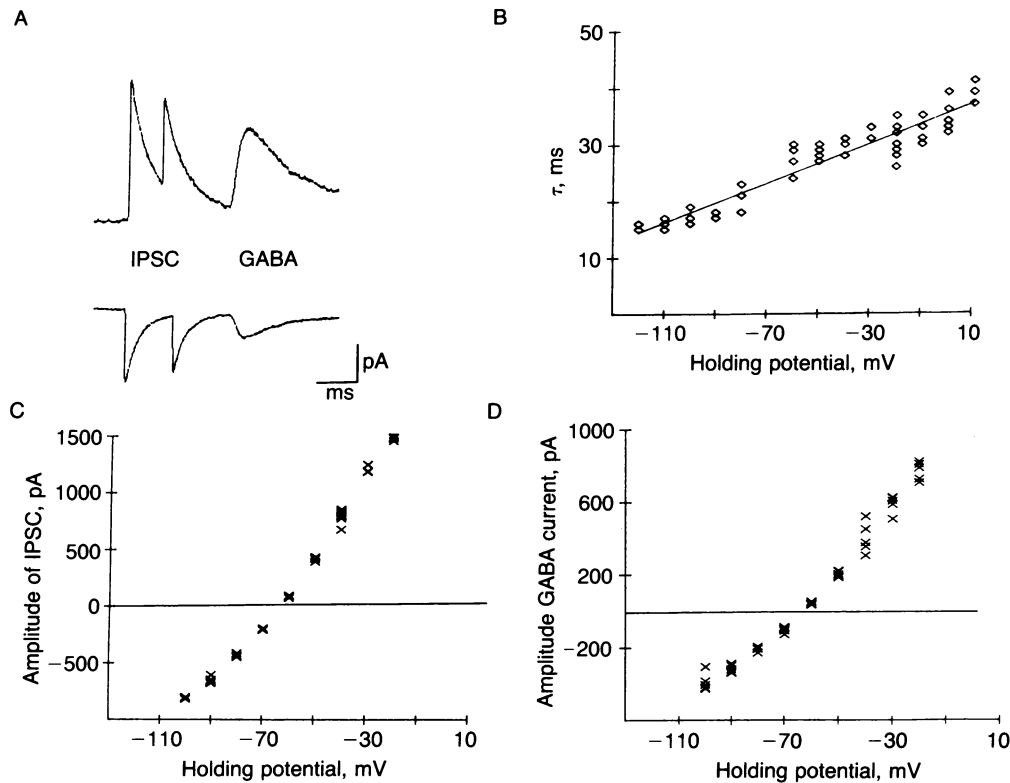 A
IPSC
GABA
pA
ms
B
50
30
10
τ, ms
−110
−70
−30
10
Holding potential, mV
C
1500
1000
500
0
−500
Amplitude of IPSC, pA
−110
−70
−30
10
Holding potential, mV
D
1000
600
200
−200
Amplitude GABA current, pA
−110
−70
−30
10
Holding potential, mV